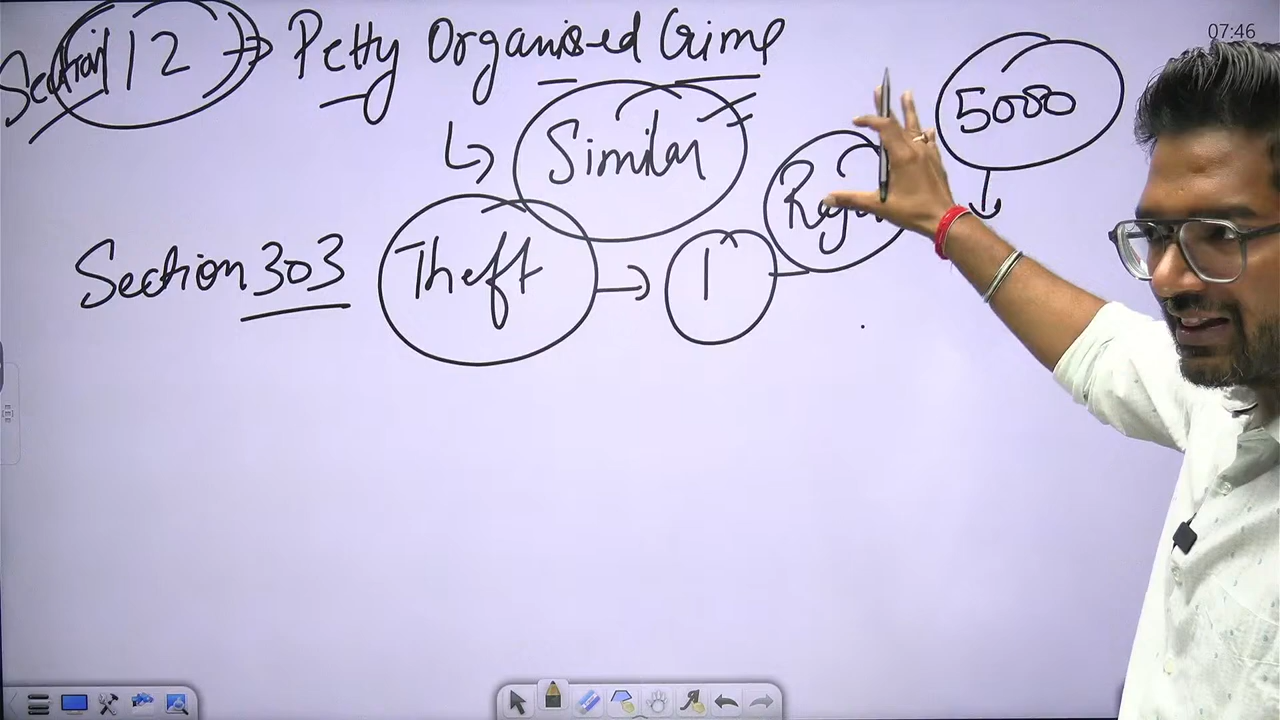 07:46
Section 12 → Petty Organised Crime
↳ Similar
5000
Section 303 Theft → 1